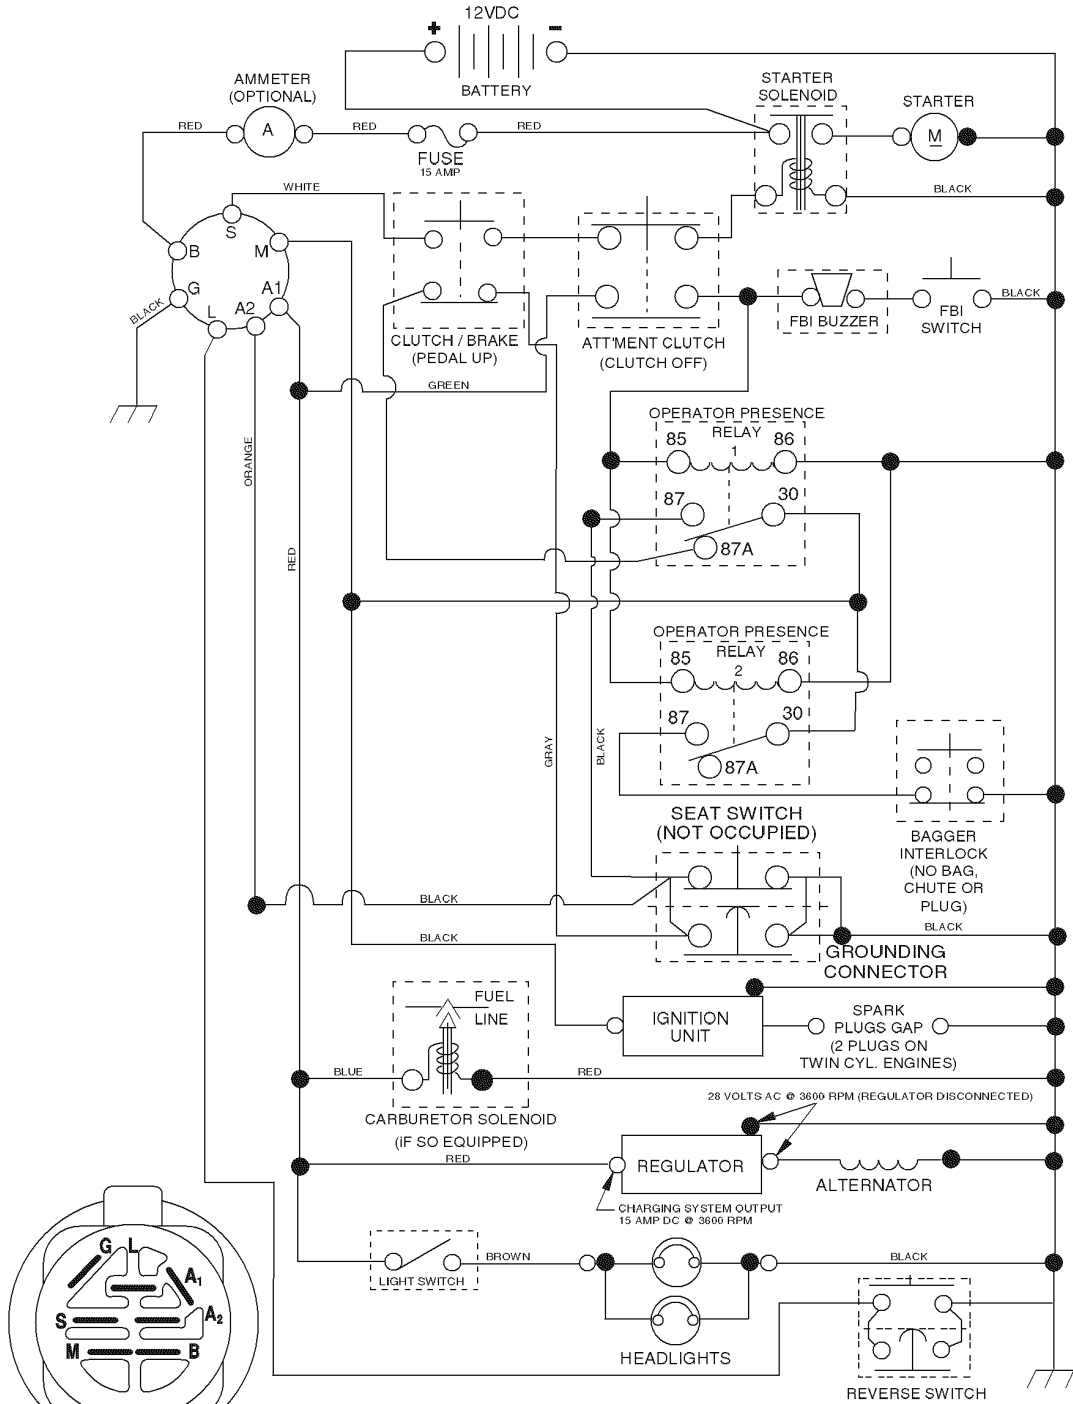 12VDC
+
−
BATTERY
AMMETER
(OPTIONAL)
A
RED
RED
RED
FUSE
15 AMP
STARTER
SOLENOID
STARTER
M
BLACK
WHITE
S
B
M
G
A1
L
A2
BLACK
CLUTCH / BRAKE
(PEDAL UP)
ATT'MENT CLUTCH
(CLUTCH OFF)
FBI BUZZER
FBI
SWITCH
BLACK
GREEN
ORANGE
RED
OPERATOR PRESENCE
RELAY
1
85
86
87
30
87A
OPERATOR PRESENCE
RELAY
2
85
86
87
30
87A
GRAY
BLACK
SEAT SWITCH
(NOT OCCUPIED)
BAGGER
INTERLOCK
(NO BAG,
CHUTE OR
PLUG)
BLACK
BLACK
BLACK
GROUNDING
CONNECTOR
FUEL
LINE
IGNITION
UNIT
SPARK
PLUGS GAP
(2 PLUGS ON
TWIN CYL. ENGINES)
BLUE
RED
CARBURETOR SOLENOID
(iF SO EQUIPPED)
28 VOLTS AC @ 3600 RPM (REGULATOR DISCONNECTED)
RED
REGULATOR
ALTERNATOR
CHARGING SYSTEM OUTPUT
15 AMP DC @ 3600 RPM
LIGHT SWITCH
BROWN
BLACK
HEADLIGHTS
REVERSE SWITCH
G
L
A1
A2
S
M
B